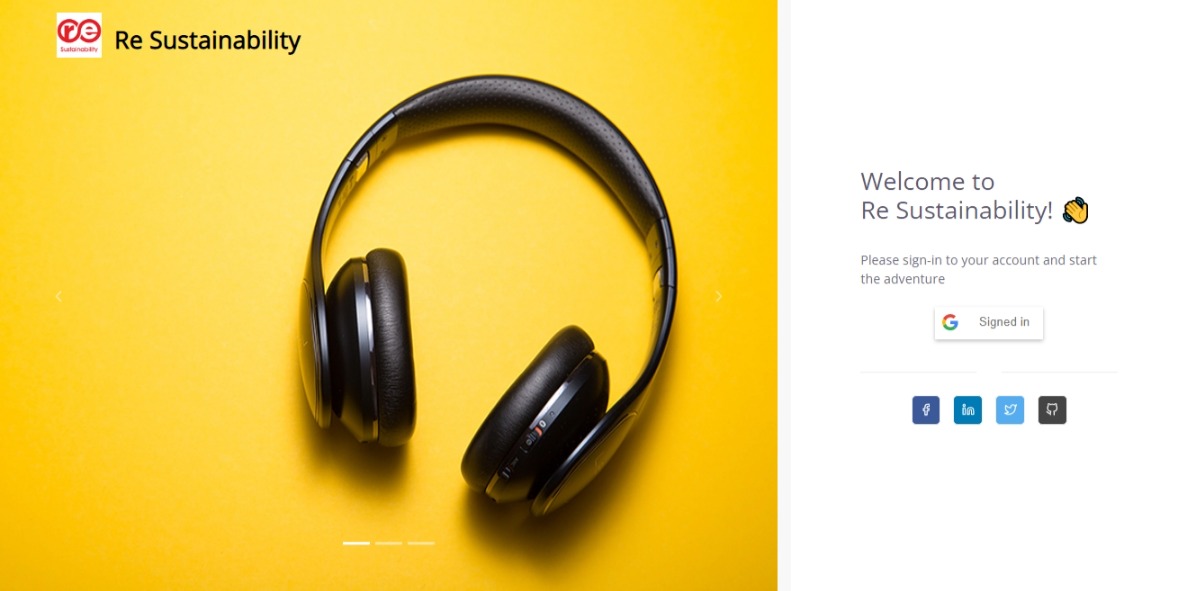 re
Sustainability
Re Sustainability
Welcome to
Re Sustainability! 👋
Please sign-in to your account and start
the adventure
Signed in